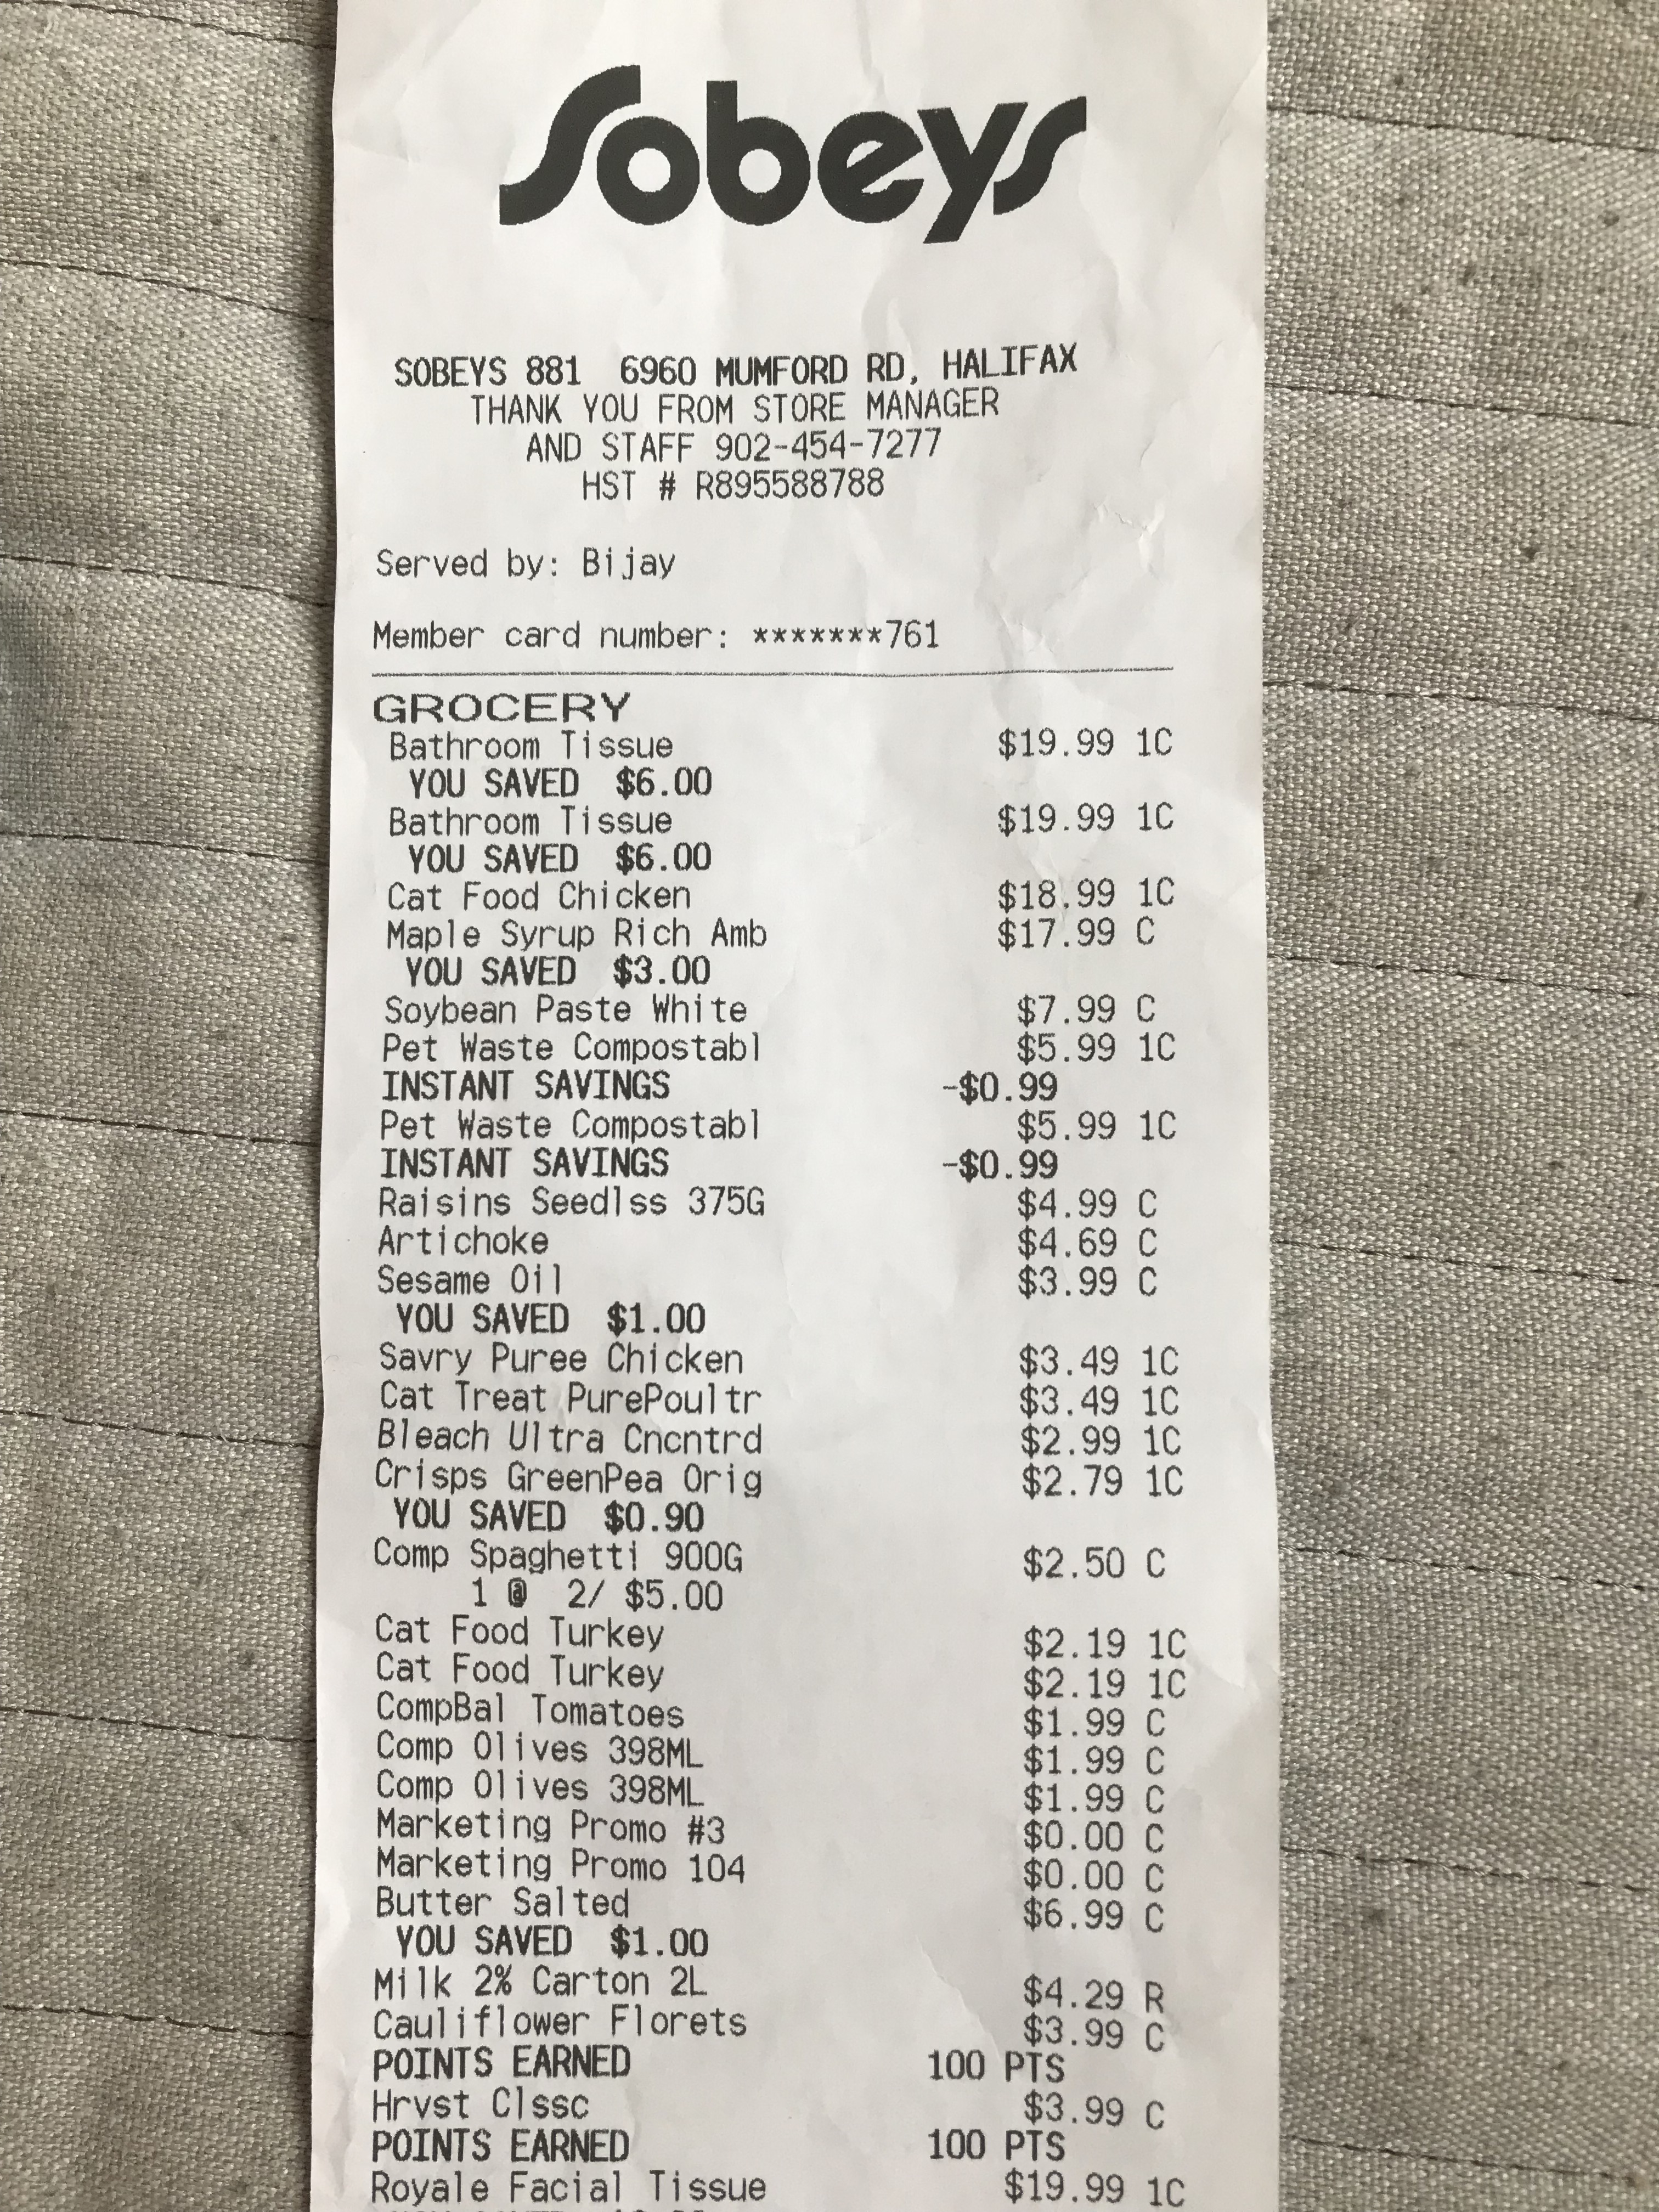 Sobeys
SOBEYS 881 6960 MUMFORD RD, HALIFAX
THANK YOU FROM STORE MANAGER
AND STAFF 902-454-7277
HST # R895588788
Served by: Bijay
Member card number: *******761
GROCERY
Bathroom Tissue $19.99 1C
YOU SAVED $6.00
Bathroom Tissue $19.99 1C
YOU SAVED $6.00
Cat Food Chicken $18.99 1C
Maple Syrup Rich Amb $17.99 C
YOU SAVED $3.00
Soybean Paste White $7.99 C
Pet Waste Compostabl $5.99 1C
INSTANT SAVINGS -$0.99
Pet Waste Compostabl $5.99 1C
INSTANT SAVINGS -$0.99
Raisins Seedlss 375G $4.99 C
Artichoke $4.69 C
Sesame Oil $3.99 C
YOU SAVED $1.00
Savry Puree Chicken $3.49 1C
Cat Treat PurePoultr $3.49 1C
Bleach Ultra Cncntrd $2.99 1C
Crisps GreenPea Orig $2.79 1C
YOU SAVED $0.90
Comp Spaghetti 900G $2.50 C
1 @ 2/ $5.00
Cat Food Turkey $2.19 1C
Cat Food Turkey $2.19 1C
CompBal Tomatoes $1.99 C
Comp Olives 398ML $1.99 C
Comp Olives 398ML $1.99 C
Marketing Promo #3 $0.00 C
Marketing Promo 104 $0.00 C
Butter Salted $6.99 C
YOU SAVED $1.00
Milk 2% Carton 2L $4.29 R
Cauliflower Florets $3.99 C
POINTS EARNED 100 PTS
Hrvst Clssc $3.99 C
POINTS EARNED 100 PTS
Royale Facial Tissue $19.99 1C